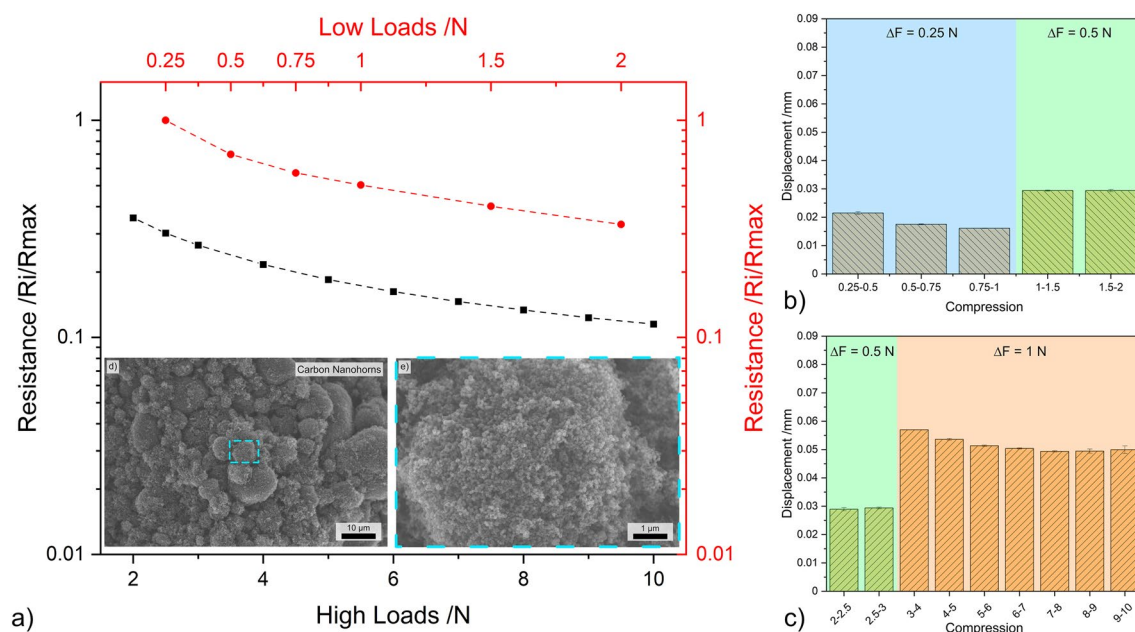 Low Loads /N
0.25 0.5 0.75 1 1.5 2
Resistance /Ri/Rmax
1
0.1
0.01
1
0.1
0.01
Resistance /Ri/Rmax
d)
Carbon Nanohorns
10 µm
e)
1 µm
2 4 6 8 10
High Loads /N
a)
0.09
0.08
0.07
0.06
0.05
0.04
0.03
0.02
0.01
0
Displacement /mm
ΔF = 0.25 N
ΔF = 0.5 N
0.25-0.5 0.5-0.75 0.75-1 1-1.5 1.5-2
Compression
b)
0.09
0.08
0.07
0.06
0.05
0.04
0.03
0.02
0.01
0
Displacement /mm
ΔF = 0.5 N
ΔF = 1 N
2-2.5 2.5-3 3-4 4-5 5-6 6-7 7-8 8-9 9-10
Compression
c)